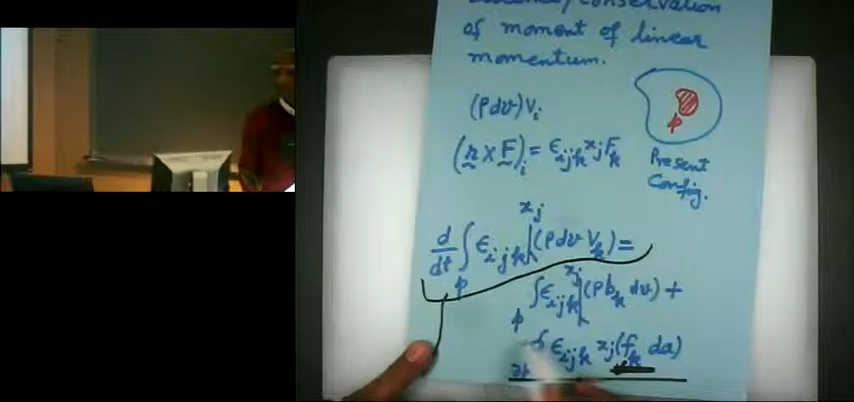 balance/conservation
of moment of linear
momentum.
(ρdv)Vi
(r × F)i = ϵijk xj Fk
p
Present
Config.
d/dt ∫p ϵijk xj (ρdv Vk) =
∫p ϵijk xj (ρbk dv) +
∫∂p ϵijk xj (fk da)